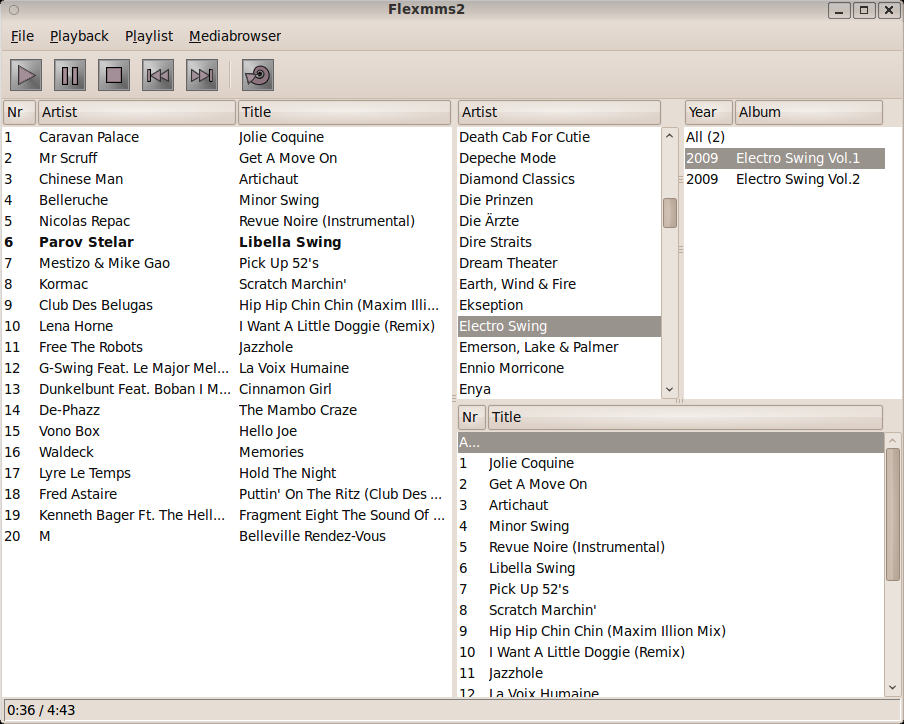 Flexmms2
File Playback Playlist Mediabrowser
Nr Artist Title
1 Caravan Palace Jolie Coquine
2 Mr Scruff Get A Move On
3 Chinese Man Artichaut
4 Belleruche Minor Swing
5 Nicolas Repac Revue Noire (Instrumental)
6 Parov Stelar Libella Swing
7 Mestizo & Mike Gao Pick Up 52's
8 Kormac Scratch Marchin'
9 Club Des Belugas Hip Hip Chin Chin (Maxim Illi...
10 Lena Horne I Want A Little Doggie (Remix)
11 Free The Robots Jazzhole
12 G-Swing Feat. Le Major Mel... La Voix Humaine
13 Dunkelbunt Feat. Boban I M... Cinnamon Girl
14 De-Phazz The Mambo Craze
15 Vono Box Hello Joe
16 Waldeck Memories
17 Lyre Le Temps Hold The Night
18 Fred Astaire Puttin' On The Ritz (Club Des ...
19 Kenneth Bager Ft. The Hell... Fragment Eight The Sound Of ...
20 M Belleville Rendez-Vous
Artist
Death Cab For Cutie
Depeche Mode
Diamond Classics
Die Prinzen
Die Ärzte
Dire Straits
Dream Theater
Earth, Wind & Fire
Ekseption
Electro Swing
Emerson, Lake & Palmer
Ennio Morricone
Enya
Year Album
All (2)
2009 Electro Swing Vol.1
2009 Electro Swing Vol.2
Nr Title
A...
1 Jolie Coquine
2 Get A Move On
3 Artichaut
4 Minor Swing
5 Revue Noire (Instrumental)
6 Libella Swing
7 Pick Up 52's
8 Scratch Marchin'
9 Hip Hip Chin Chin (Maxim Illion Mix)
10 I Want A Little Doggie (Remix)
11 Jazzhole
12 La Voix Humaine
0:36 / 4:43